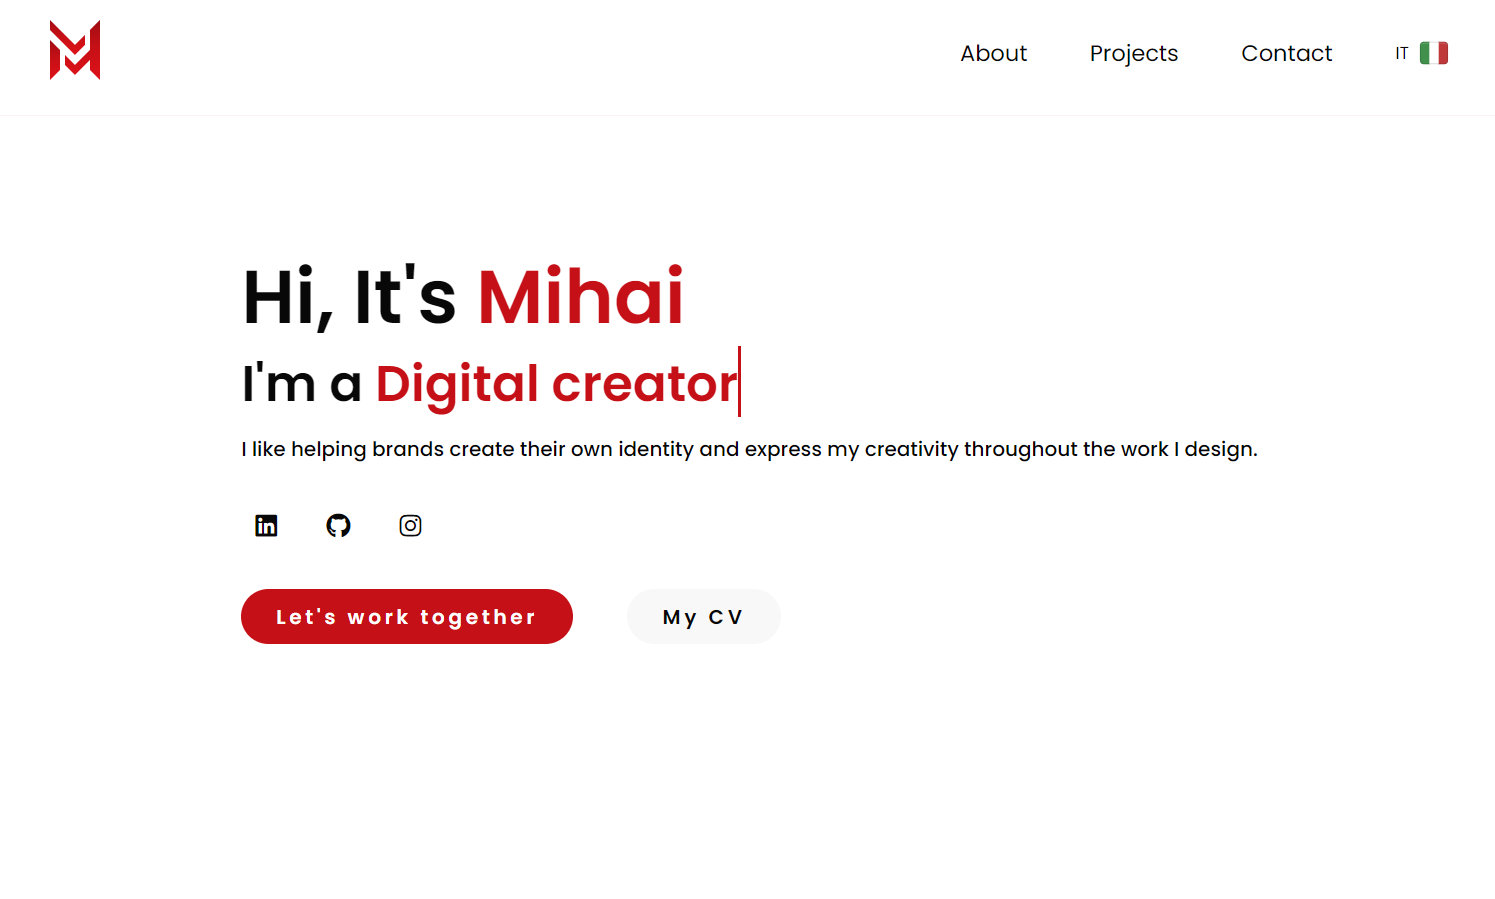 About Projects Contact IT
Hi, It's Mihai
I'm a Digital creator
I like helping brands create their own identity and express my creativity throughout the work I design.
Let's work together My CV